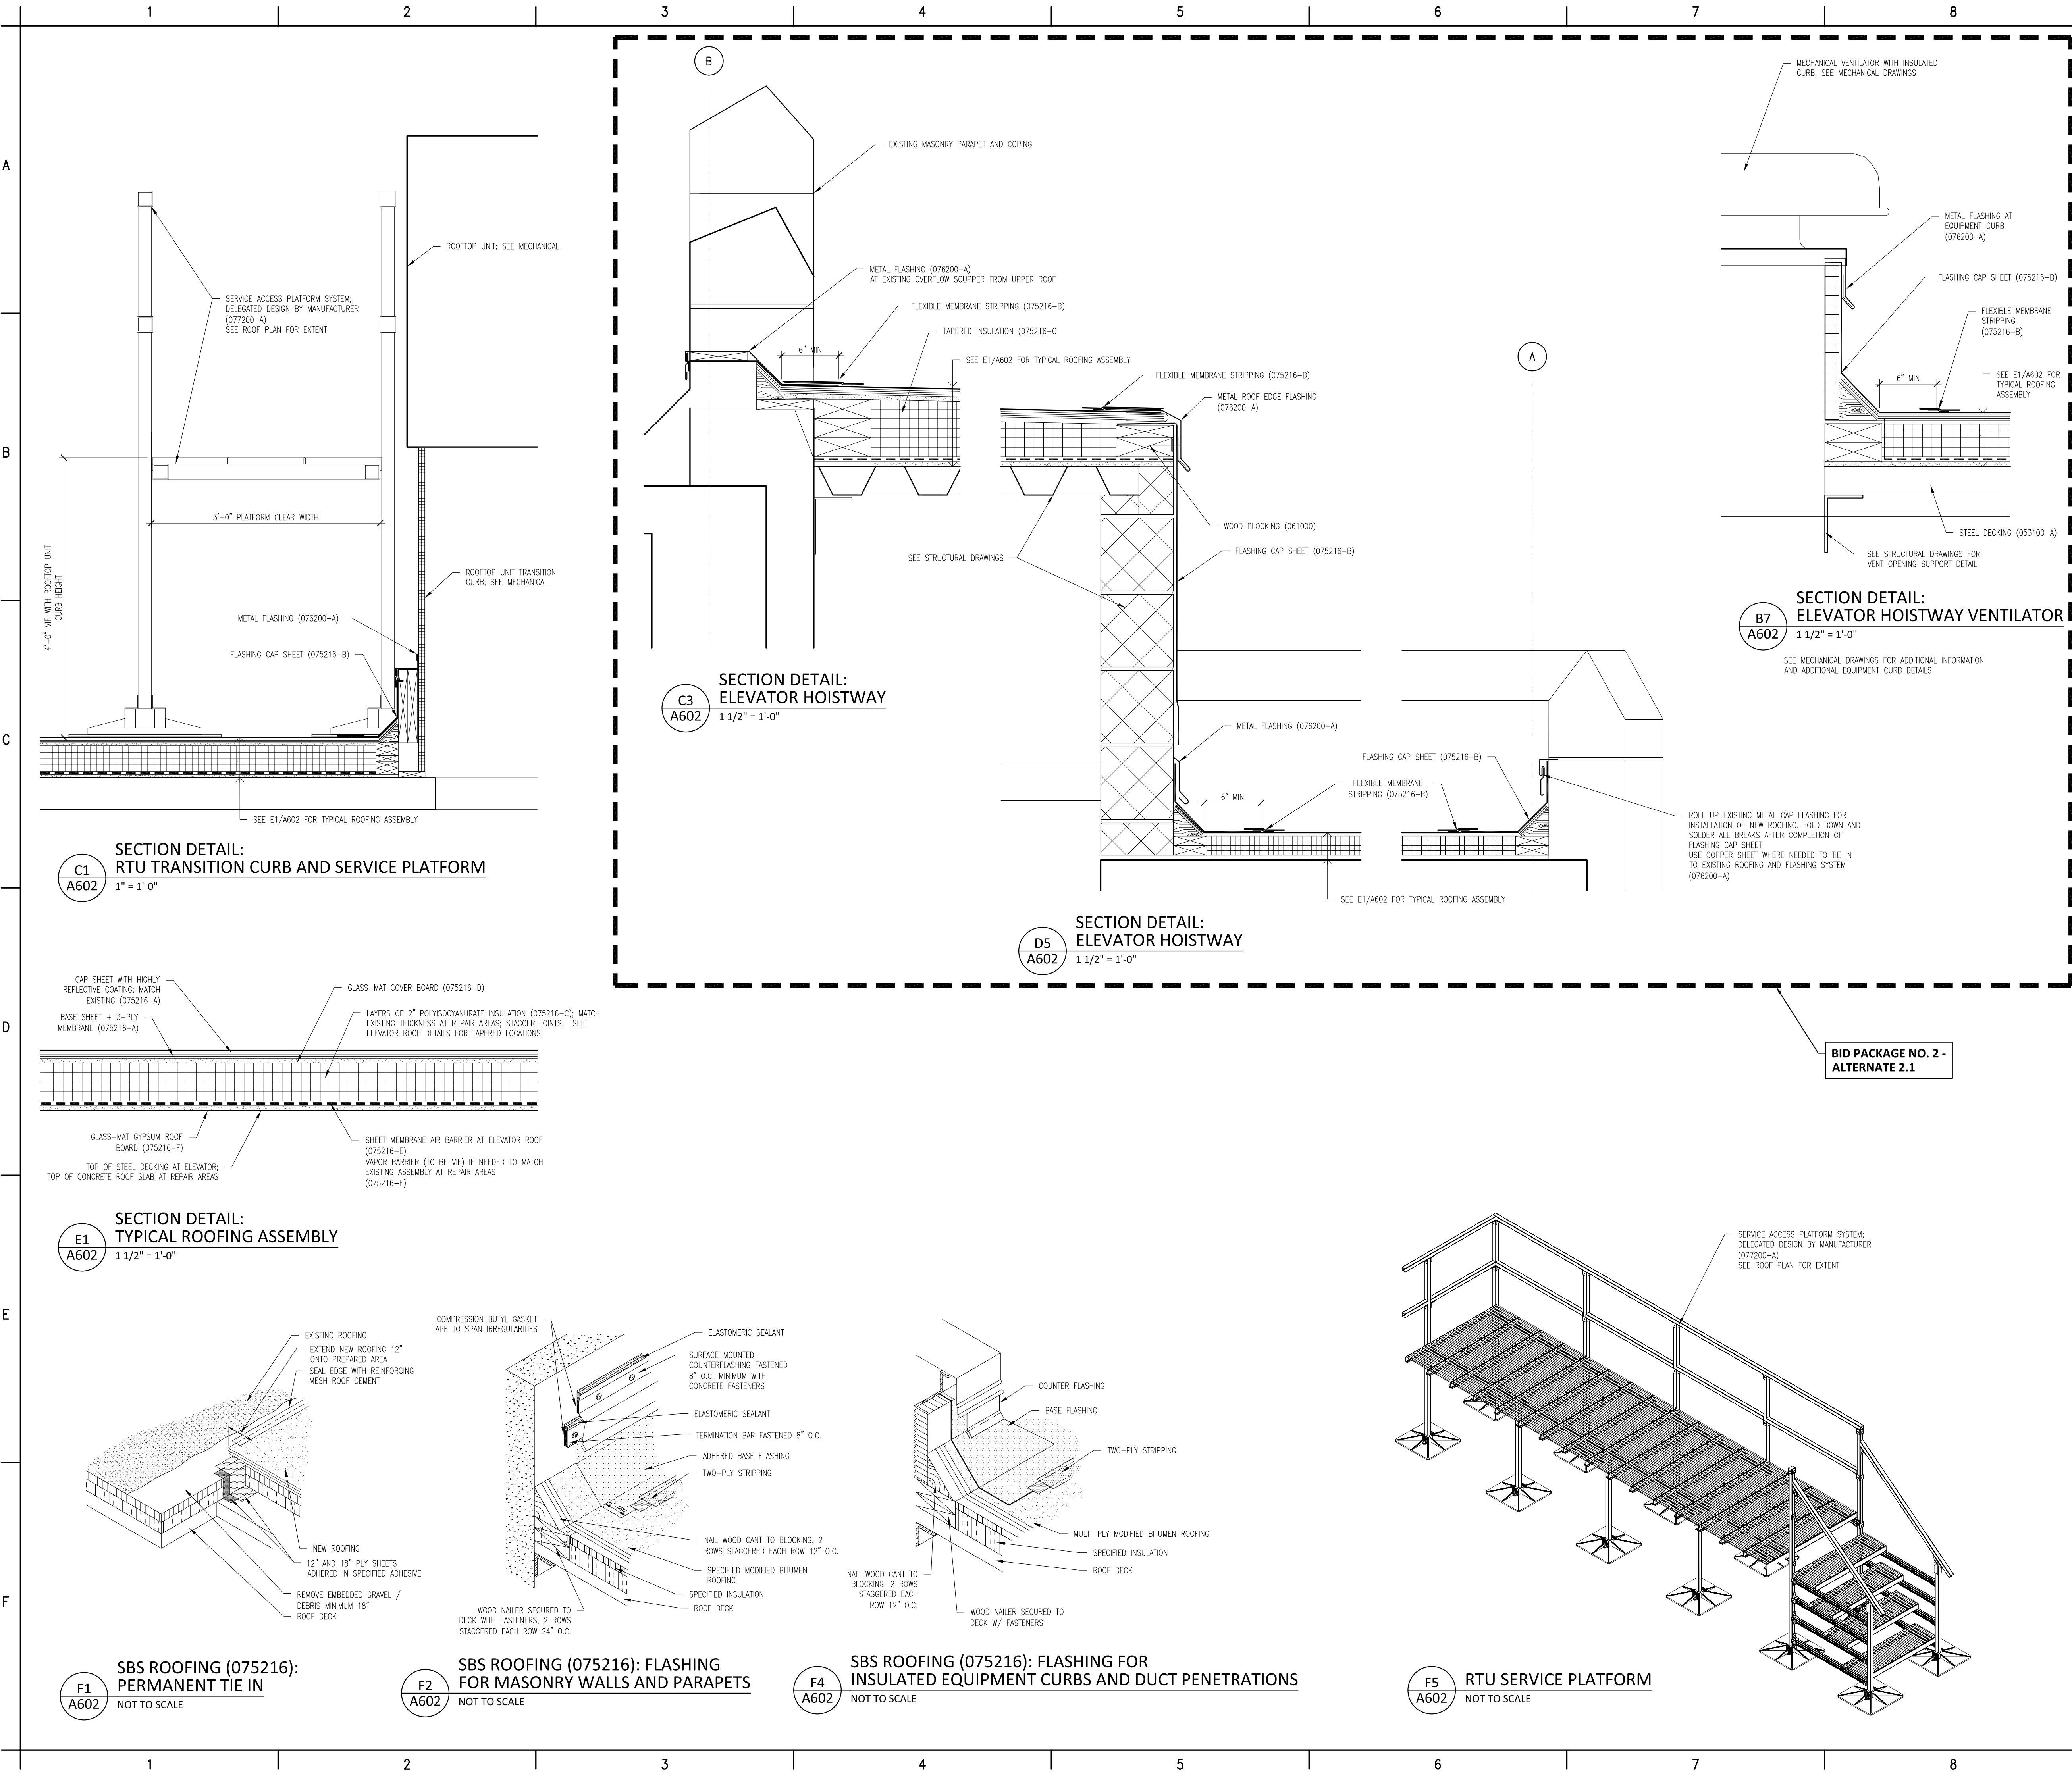 1 2 3 4 5 6 7 8
A
B
C
D
E
F
ROOFTOP UNIT; SEE MECHANICAL
SERVICE ACCESS PLATFORM SYSTEM;
DELEGATED DESIGN BY MANUFACTURER
(077200-A)
SEE ROOF PLAN FOR EXTENT
3'-0" PLATFORM CLEAR WIDTH
4'-0" VIF WITH ROOFTOP UNIT
CURB HEIGHT
ROOFTOP UNIT TRANSITION
CURB; SEE MECHANICAL
METAL FLASHING (076200-A)
FLASHING CAP SHEET (075216-B)
SEE E1/A602 FOR TYPICAL ROOFING ASSEMBLY
C1
A602
SECTION DETAIL:
RTU TRANSITION CURB AND SERVICE PLATFORM
1" = 1'-0"
B
EXISTING MASONRY PARAPET AND COPING
METAL FLASHING (076200-A)
AT EXISTING OVERFLOW SCUPPER FROM UPPER ROOF
FLEXIBLE MEMBRANE STRIPPING (075216-B)
TAPERED INSULATION (075216-C
6" MIN
SEE E1/A602 FOR TYPICAL ROOFING ASSEMBLY
C3
A602
SECTION DETAIL:
ELEVATOR HOISTWAY
1 1/2" = 1'-0"
A
FLEXIBLE MEMBRANE STRIPPING (075216-B)
METAL ROOF EDGE FLASHING
(076200-A)
WOOD BLOCKING (061000)
FLASHING CAP SHEET (075216-B)
SEE STRUCTURAL DRAWINGS
METAL FLASHING (076200-A)
FLASHING CAP SHEET (075216-B)
6" MIN
FLEXIBLE MEMBRANE
STRIPPING (075216-B)
ROLL UP EXISTING METAL CAP FLASHING FOR
INSTALLATION OF NEW ROOFING. FOLD DOWN AND
SOLDER ALL BREAKS AFTER COMPLETION OF
FLASHING CAP SHEET
USE COPPER SHEET WHERE NEEDED TO TIE IN
TO EXISTING ROOFING AND FLASHING SYSTEM
(076200-A)
SEE E1/A602 FOR TYPICAL ROOFING ASSEMBLY
D5
A602
SECTION DETAIL:
ELEVATOR HOISTWAY
1 1/2" = 1'-0"
MECHANICAL VENTILATOR WITH INSULATED
CURB; SEE MECHANICAL DRAWINGS
METAL FLASHING AT
EQUIPMENT CURB
(076200-A)
FLASHING CAP SHEET (075216-B)
FLEXIBLE MEMBRANE
STRIPPING
(075216-B)
6" MIN
SEE E1/A602 FOR
TYPICAL ROOFING
ASSEMBLY
STEEL DECKING (053100-A)
SEE STRUCTURAL DRAWINGS FOR
VENT OPENING SUPPORT DETAIL
B7
A602
SECTION DETAIL:
ELEVATOR HOISTWAY VENTILATOR
1 1/2" = 1'-0"
SEE MECHANICAL DRAWINGS FOR ADDITIONAL INFORMATION
AND ADDITIONAL EQUIPMENT CURB DETAILS
BID PACKAGE NO. 2 -
ALTERNATE 2.1
CAP SHEET WITH HIGHLY
REFLECTIVE COATING; MATCH
EXISTING (075216-A)
BASE SHEET + 3-PLY
MEMBRANE (075216-A)
GLASS-MAT COVER BOARD (075216-D)
LAYERS OF 2" POLYISOCYANURATE INSULATION (075216-C); MATCH
EXISTING THICKNESS AT REPAIR AREAS; STAGGER JOINTS. SEE
ELEVATOR ROOF DETAILS FOR TAPERED LOCATIONS
GLASS-MAT GYPSUM ROOF
BOARD (075216-F)
TOP OF STEEL DECKING AT ELEVATOR;
TOP OF CONCRETE ROOF SLAB AT REPAIR AREAS
SHEET MEMBRANE AIR BARRIER AT ELEVATOR ROOF
(075216-E)
VAPOR BARRIER (TO BE VIF) IF NEEDED TO MATCH
EXISTING ASSEMBLY AT REPAIR AREAS
(075216-E)
E1
A602
SECTION DETAIL:
TYPICAL ROOFING ASSEMBLY
1 1/2" = 1'-0"
EXISTING ROOFING
EXTEND NEW ROOFING 12"
ONTO PREPARED AREA
SEAL EDGE WITH REINFORCING
MESH ROOF CEMENT
NEW ROOFING
12" AND 18" PLY SHEETS
ADHERED IN SPECIFIED ADHESIVE
REMOVE EMBEDDED GRAVEL /
DEBRIS MINIMUM 18"
ROOF DECK
F1
A602
SBS ROOFING (075216):
PERMANENT TIE IN
NOT TO SCALE
COMPRESSION BUTYL GASKET
TAPE TO SPAN IRREGULARITIES
ELASTOMERIC SEALANT
SURFACE MOUNTED
COUNTERFLASHING FASTENED
8" O.C. MINIMUM WITH
CONCRETE FASTENERS
ELASTOMERIC SEALANT
TERMINATION BAR FASTENED 8" O.C.
ADHERED BASE FLASHING
TWO-PLY STRIPPING
6" MIN
NAIL WOOD CANT TO BLOCKING, 2
ROWS STAGGERED EACH ROW 12" O.C.
SPECIFIED MODIFIED BITUMEN
ROOFING
SPECIFIED INSULATION
ROOF DECK
WOOD NAILER SECURED TO
DECK WITH FASTENERS, 2 ROWS
STAGGERED EACH ROW 24" O.C.
F2
A602
SBS ROOFING (075216): FLASHING
FOR MASONRY WALLS AND PARAPETS
NOT TO SCALE
COUNTER FLASHING
BASE FLASHING
TWO-PLY STRIPPING
MULTI-PLY MODIFIED BITUMEN ROOFING
SPECIFIED INSULATION
ROOF DECK
NAIL WOOD CANT TO
BLOCKING, 2 ROWS
STAGGERED EACH
ROW 12" O.C.
WOOD NAILER SECURED TO
DECK W/ FASTENERS
F4
A602
SBS ROOFING (075216): FLASHING FOR
INSULATED EQUIPMENT CURBS AND DUCT PENETRATIONS
NOT TO SCALE
SERVICE ACCESS PLATFORM SYSTEM;
DELEGATED DESIGN BY MANUFACTURER
(077200-A)
SEE ROOF PLAN FOR EXTENT
F5
A602
RTU SERVICE PLATFORM
NOT TO SCALE
1 2 3 4 5 6 7 8